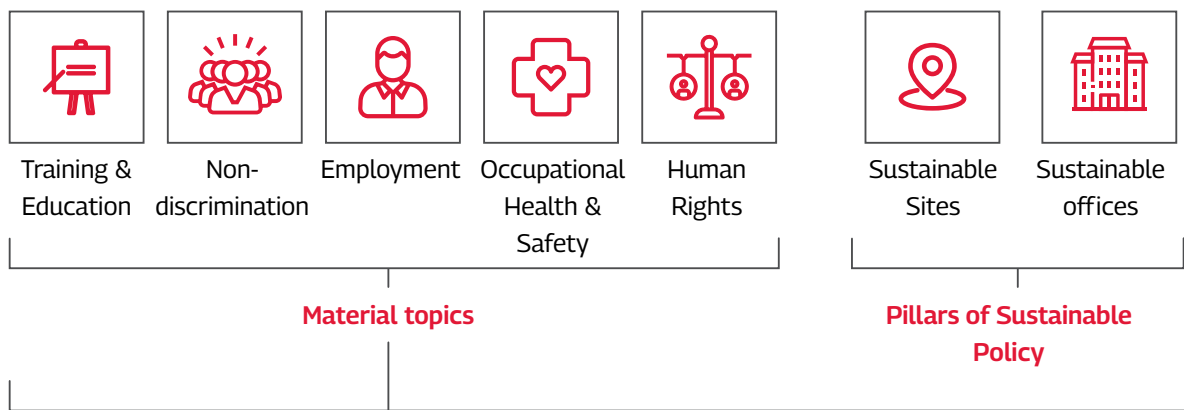 Training &
Education
Non-
discrimination
Employment
Occupational
Health &
Safety
Human
Rights
Sustainable
Sites
Sustainable
offices
Material topics
Pillars of Sustainable
Policy